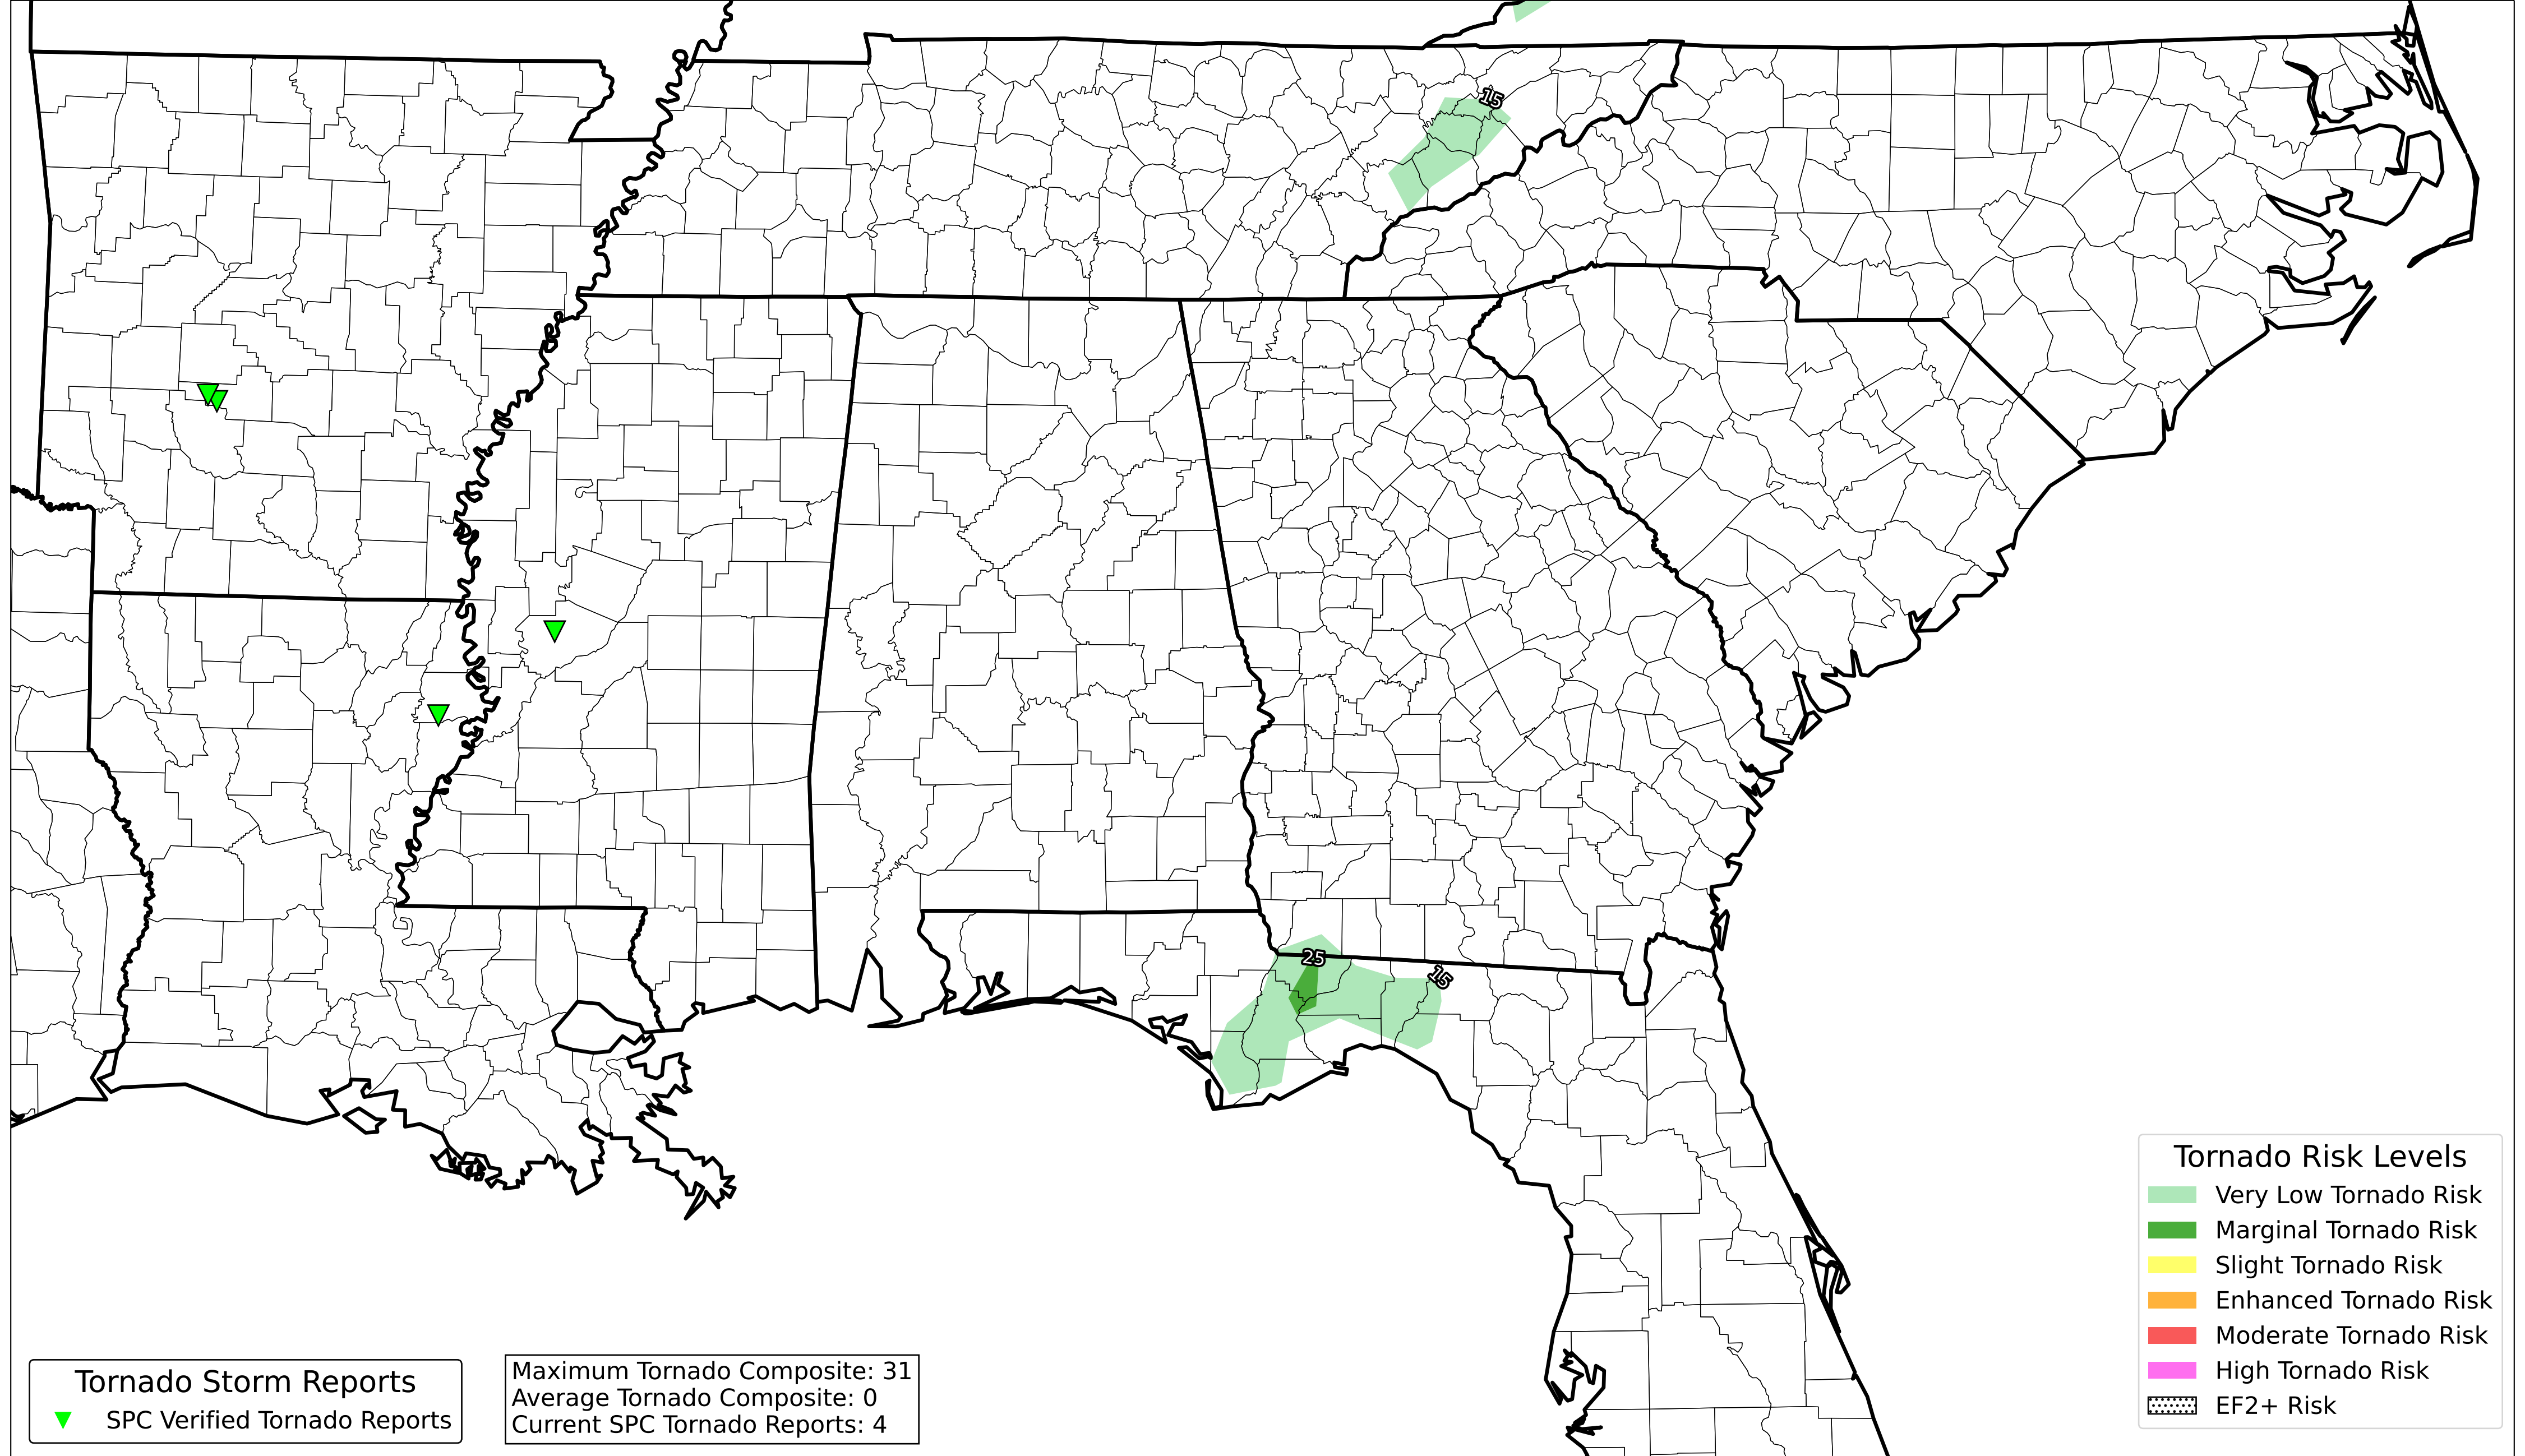 15
25
15
Tornado Risk Levels
Very Low Tornado Risk
Marginal Tornado Risk
Slight Tornado Risk
Enhanced Tornado Risk
Moderate Tornado Risk
High Tornado Risk
EF2+ Risk
Tornado Storm Reports
SPC Verified Tornado Reports
Maximum Tornado Composite: 31
Average Tornado Composite: 0
Current SPC Tornado Reports: 4